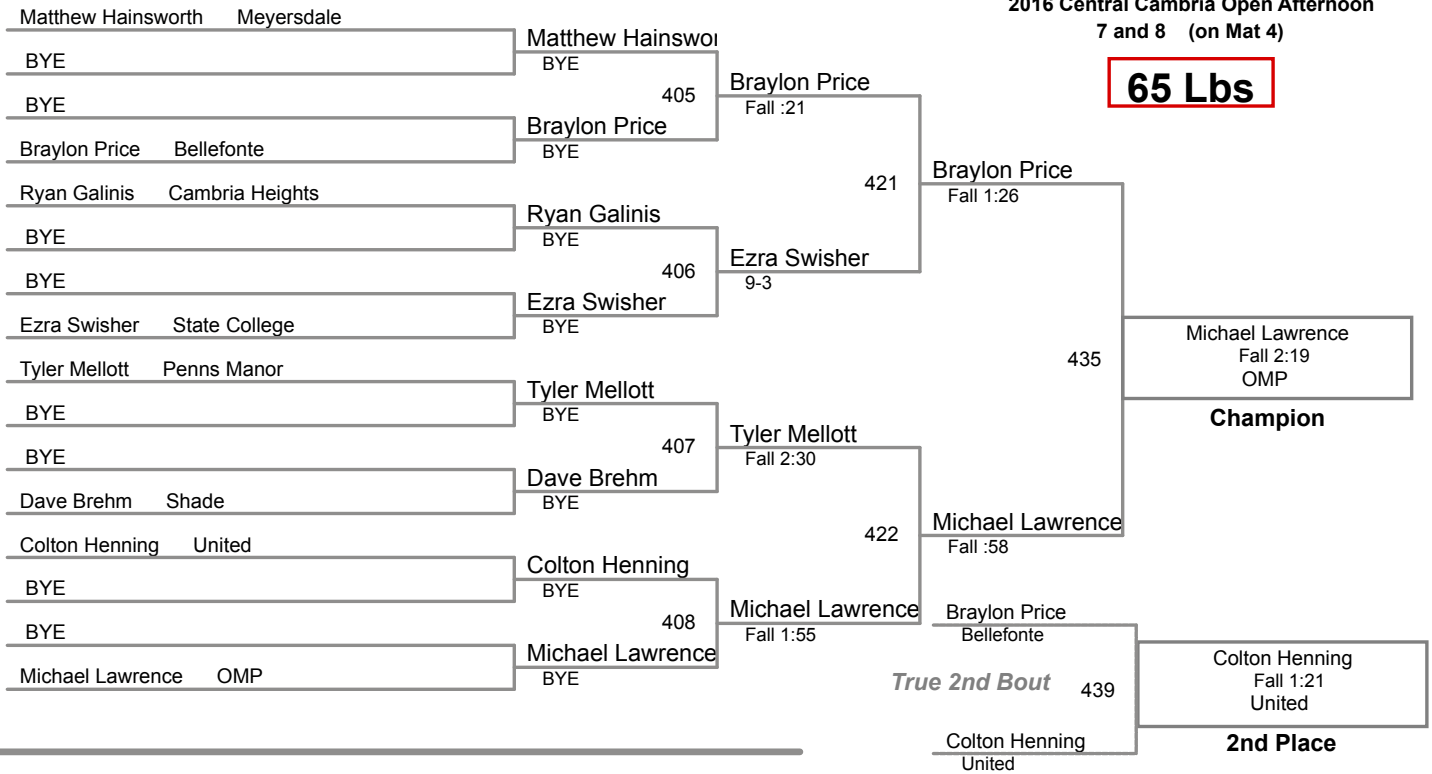 2016 Central Cambria Open Afternoon
7 and 8 (on Mat 4)
65 Lbs
Matthew Hainsworth Meyersdale
BYE
BYE
Braylon Price Bellefonte
Ryan Galinis Cambria Heights
BYE
BYE
Ezra Swisher State College
Tyler Mellott Penns Manor
BYE
BYE
Dave Brehm Shade
Colton Henning United
BYE
BYE
Michael Lawrence OMP
Matthew Hainswor
BYE
405
Braylon Price
BYE
Ryan Galinis
BYE
406
Ezra Swisher
BYE
Tyler Mellott
BYE
407
Dave Brehm
BYE
Colton Henning
BYE
408
Michael Lawrence
BYE
Braylon Price
Fall :21
421
Ezra Swisher
9-3
Tyler Mellott
Fall 2:30
422
Michael Lawrence
Fall 1:55
Braylon Price
Fall 1:26
435
Michael Lawrence
Fall :58
Michael Lawrence
Fall 2:19
OMP
Champion
Braylon Price
Bellefonte
True 2nd Bout 439
Colton Henning
United
Colton Henning
Fall 1:21
United
2nd Place